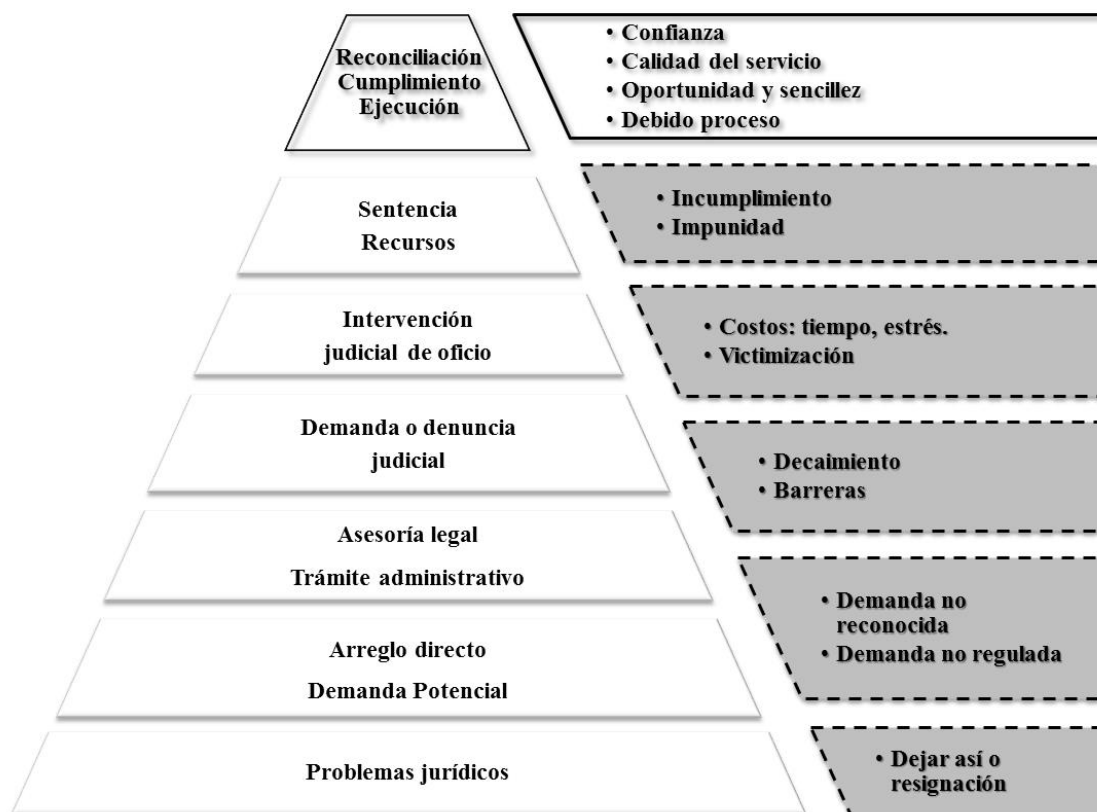 Reconciliación
Cumplimiento
Ejecución
• Confianza
• Calidad del servicio
• Oportunidad y sencillez
• Debido proceso
Sentencia
Recursos
• Incumplimiento
• Impunidad
Intervención
judicial de oficio
• Costos: tiempo, estrés.
• Victimización
Demanda o denuncia
judicial
• Decaimiento
• Barreras
Asesoría legal
Trámite administrativo
• Demanda no
reconocida
• Demanda no regulada
Arreglo directo
Demanda Potencial
Problemas jurídicos
• Dejar así o
resignación